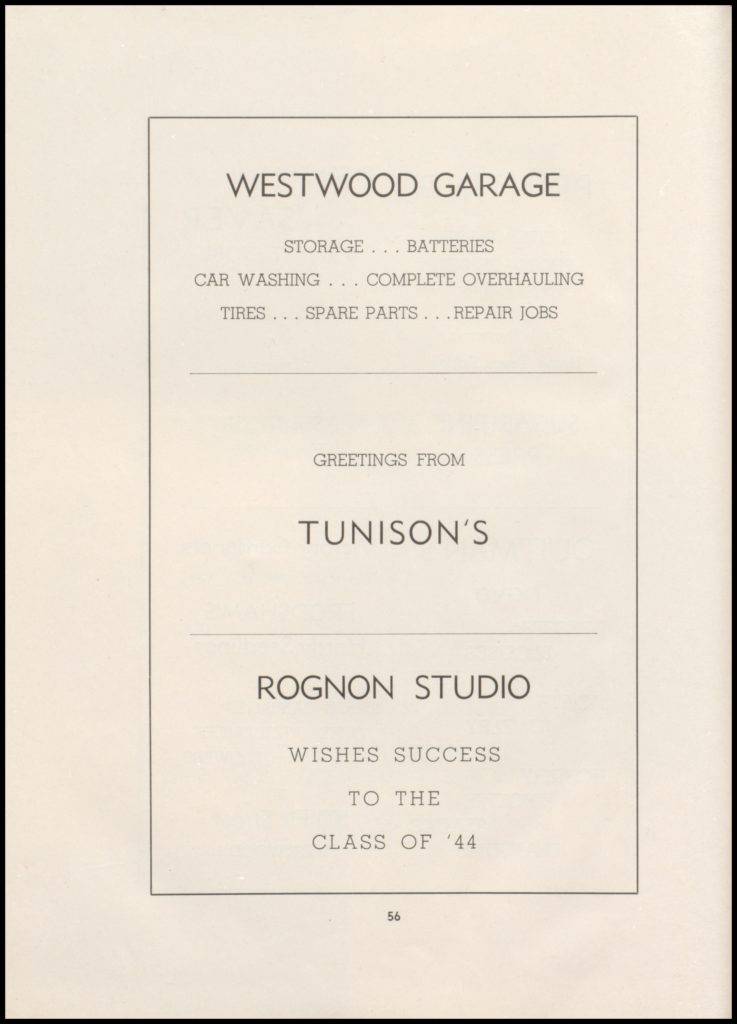 WESTWOOD GARAGE
STORAGE . . . BATTERIES
CAR WASHING . . . COMPLETE OVERHAULING
TIRES . . . SPARE PARTS . . . REPAIR JOBS
GREETINGS FROM
TUNISON'S
ROGNON STUDIO
WISHES SUCCESS
TO THE
CLASS OF '44
56